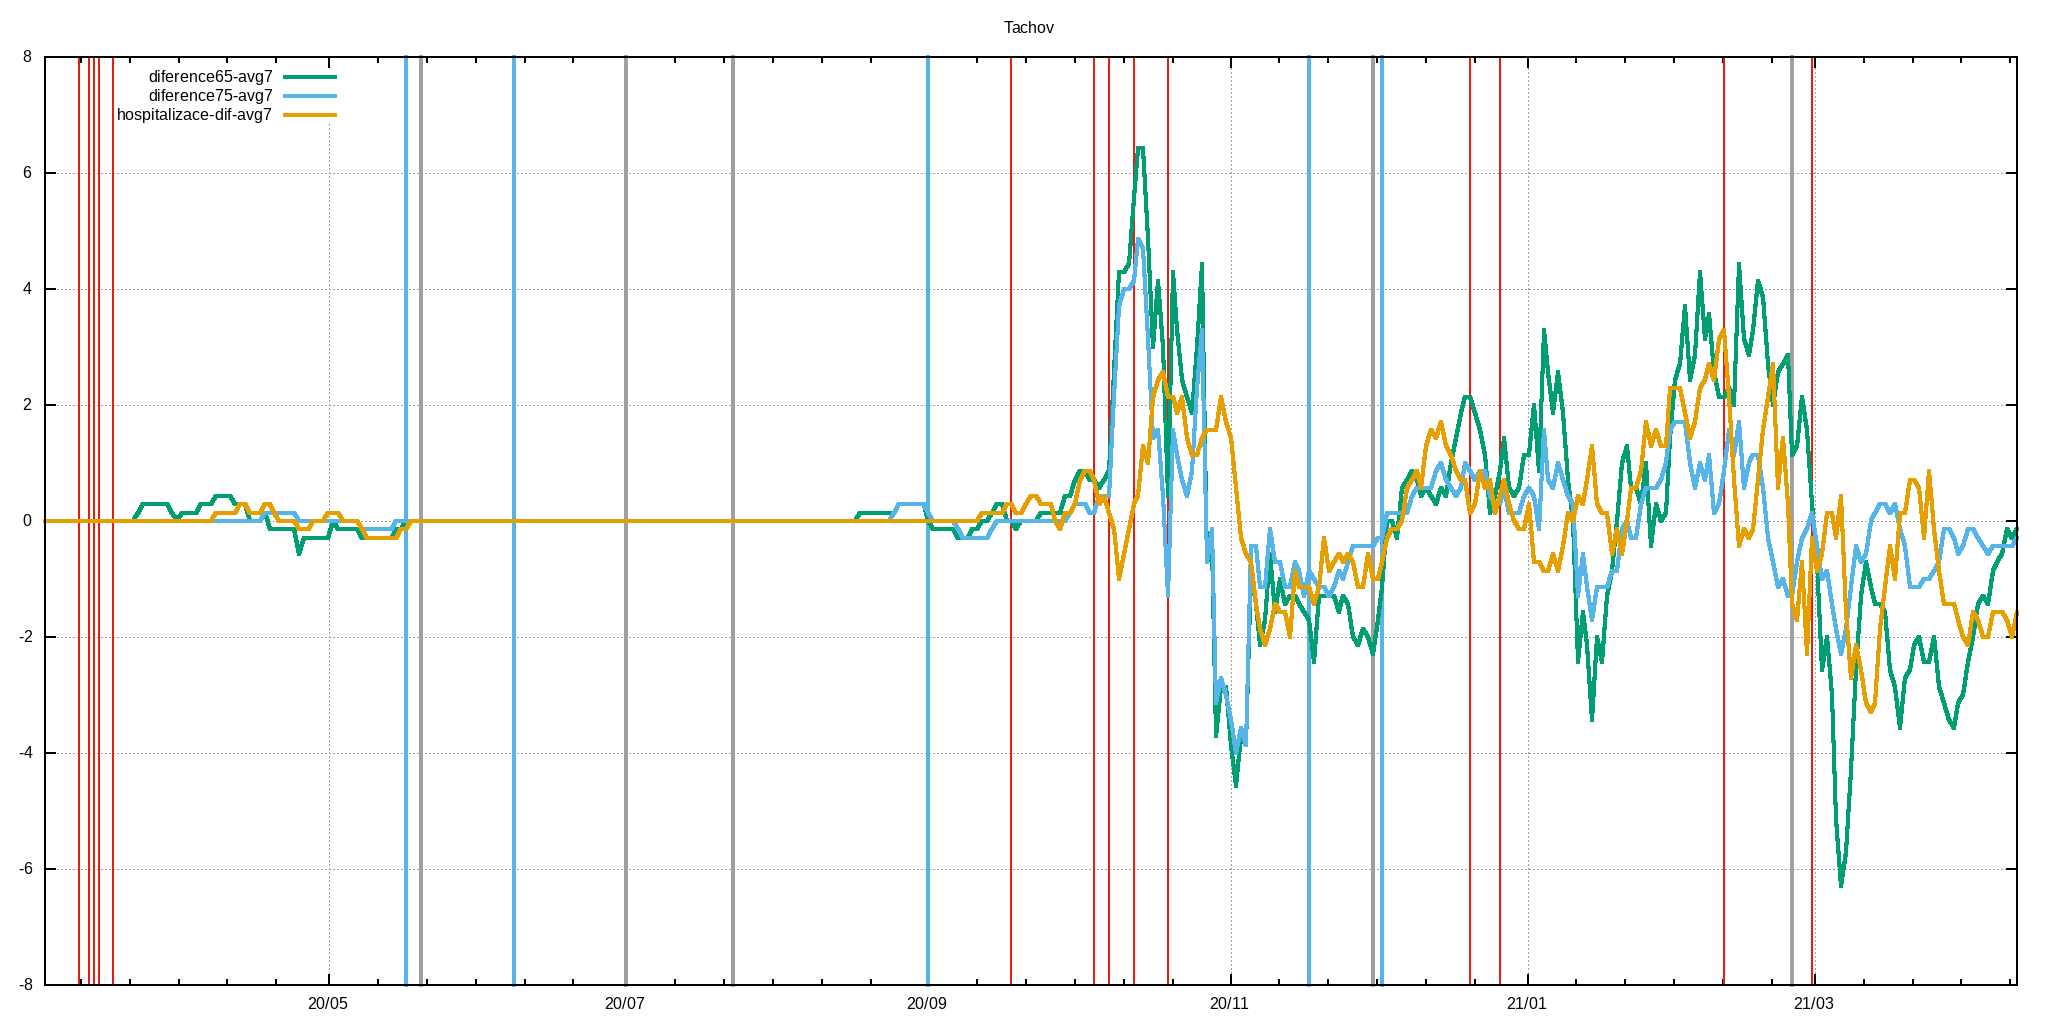 Tachov
8
diference65-avg7
diference75-avg7
hospitalizace-dif-avg7
6
4
2
0
-2
-4
-6
-8
20/05 20/07 20/09 20/11 21/01 21/03